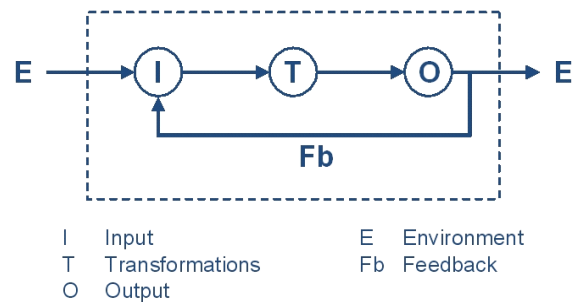 E I T O E
Fb
I Input E Environment
T Transformations Fb Feedback
O Output